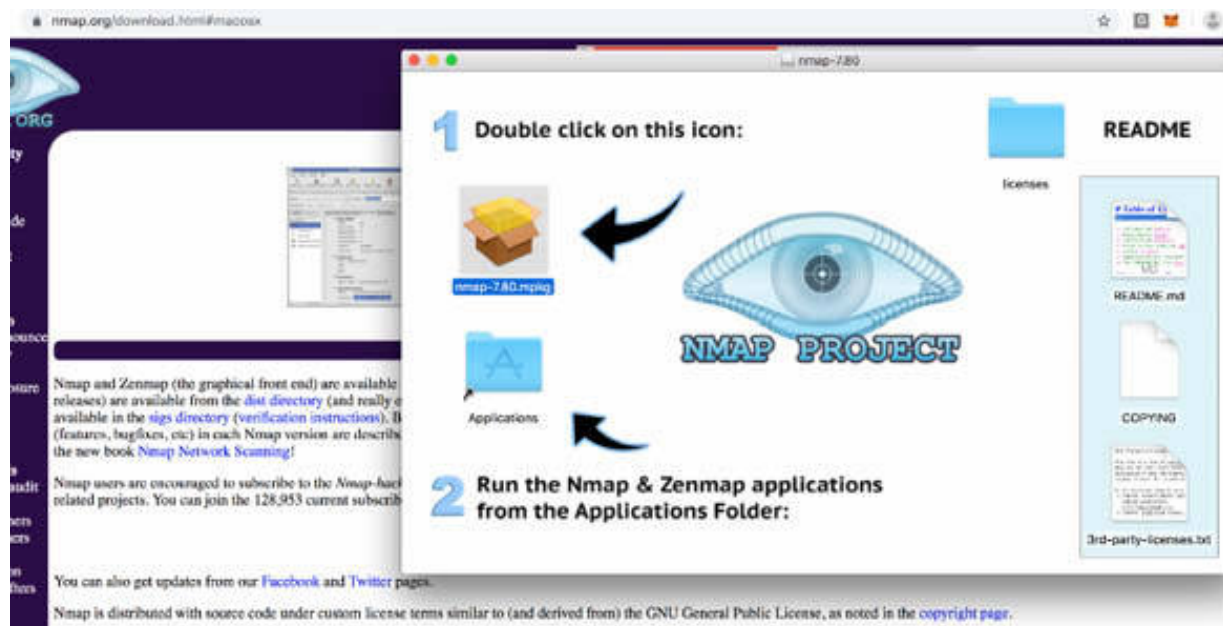 nmap.org/download.html#macosx
nmap-7.80
ORG
1 Double click on this icon:
licenses
README
nmap-7.80.mpkg
README.md
NMAP PROJECT
Applications
COPYING
2 Run the Nmap & Zenmap applications
from the Applications Folder:
3rd-party-licenses.txt
Nmap and Zenmap (the graphical front end) are available
releases) are available from the dist directory (and really
available in the sigs directory (verification instructions).
(features, bugfixes, etc) in each Nmap version are
the new book Nmap Network Scanning!
Nmap users are encouraged to subscribe to the
related projects. You can join the 128,953 current
You can also get updates from our Facebook and Twitter pages.
Nmap is distributed with source code under custom license terms similar to (and derived from) the GNU General Public License, as noted in the copyright page.